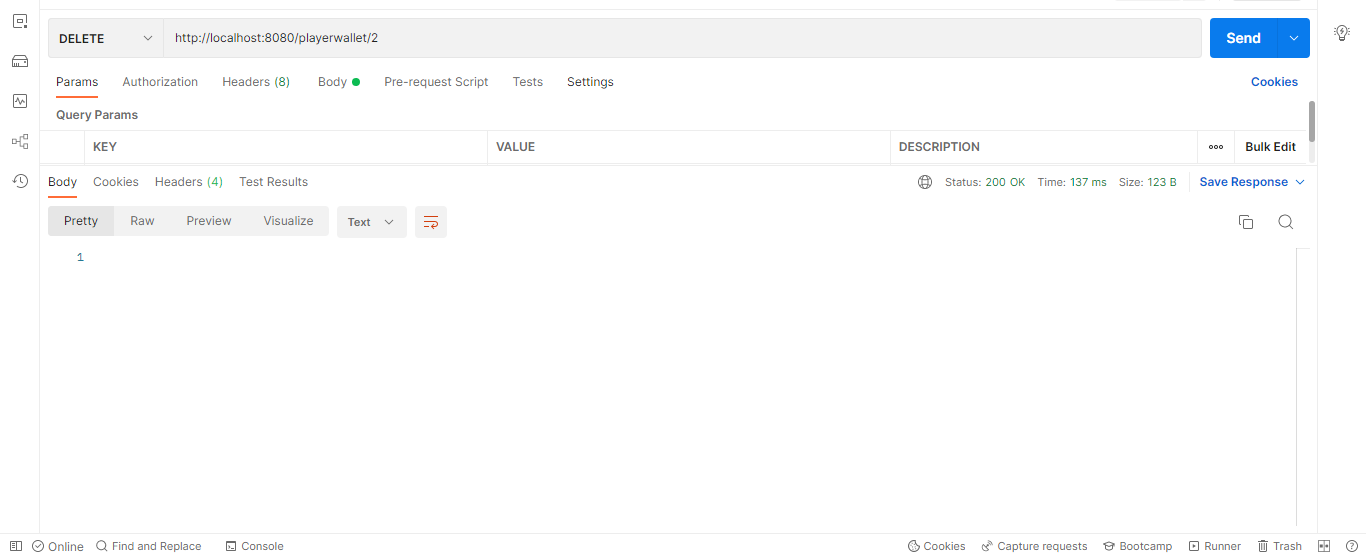 DELETE http://localhost:8080/playerwallet/2 Send
Params Authorization Headers (8) Body Pre-request Script Tests Settings Cookies
Query Params
KEY VALUE DESCRIPTION Bulk Edit
Body Cookies Headers (4) Test Results Status: 200 OK Time: 137 ms Size: 123 B Save Response
Pretty Raw Preview Visualize Text
1
Online Find and Replace Console Cookies Capture requests Bootcamp Runner Trash